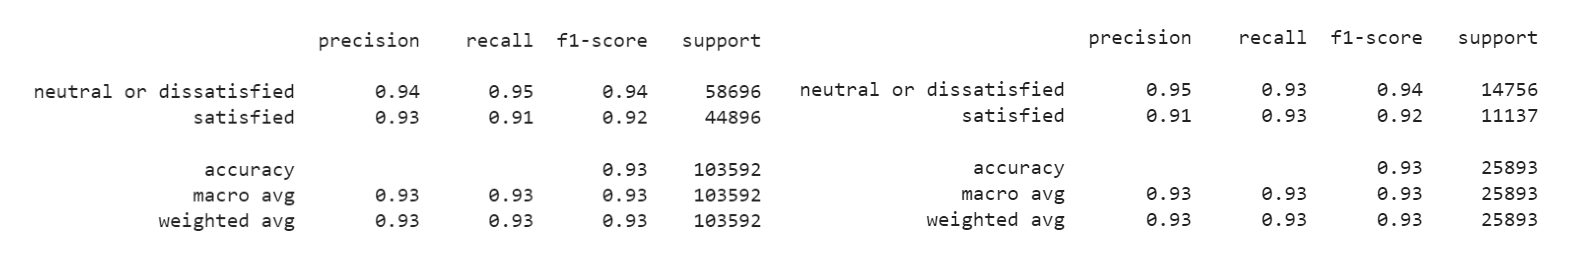 precision recall f1-score support
neutral or dissatisfied 0.94 0.95 0.94 58696
satisfied 0.93 0.91 0.92 44896
accuracy 0.93 103592
macro avg 0.93 0.93 0.93 103592
weighted avg 0.93 0.93 0.93 103592
precision recall f1-score support
neutral or dissatisfied 0.95 0.93 0.94 14756
satisfied 0.91 0.93 0.92 11137
accuracy 0.93 25893
macro avg 0.93 0.93 0.93 25893
weighted avg 0.93 0.93 0.93 25893